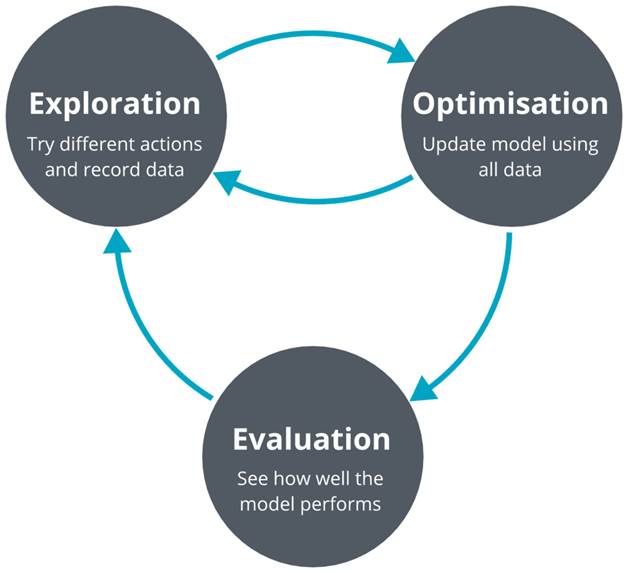 Exploration
Try different actions
and record data
Optimisation
Update model using
all data
Evaluation
See how well the
model performs